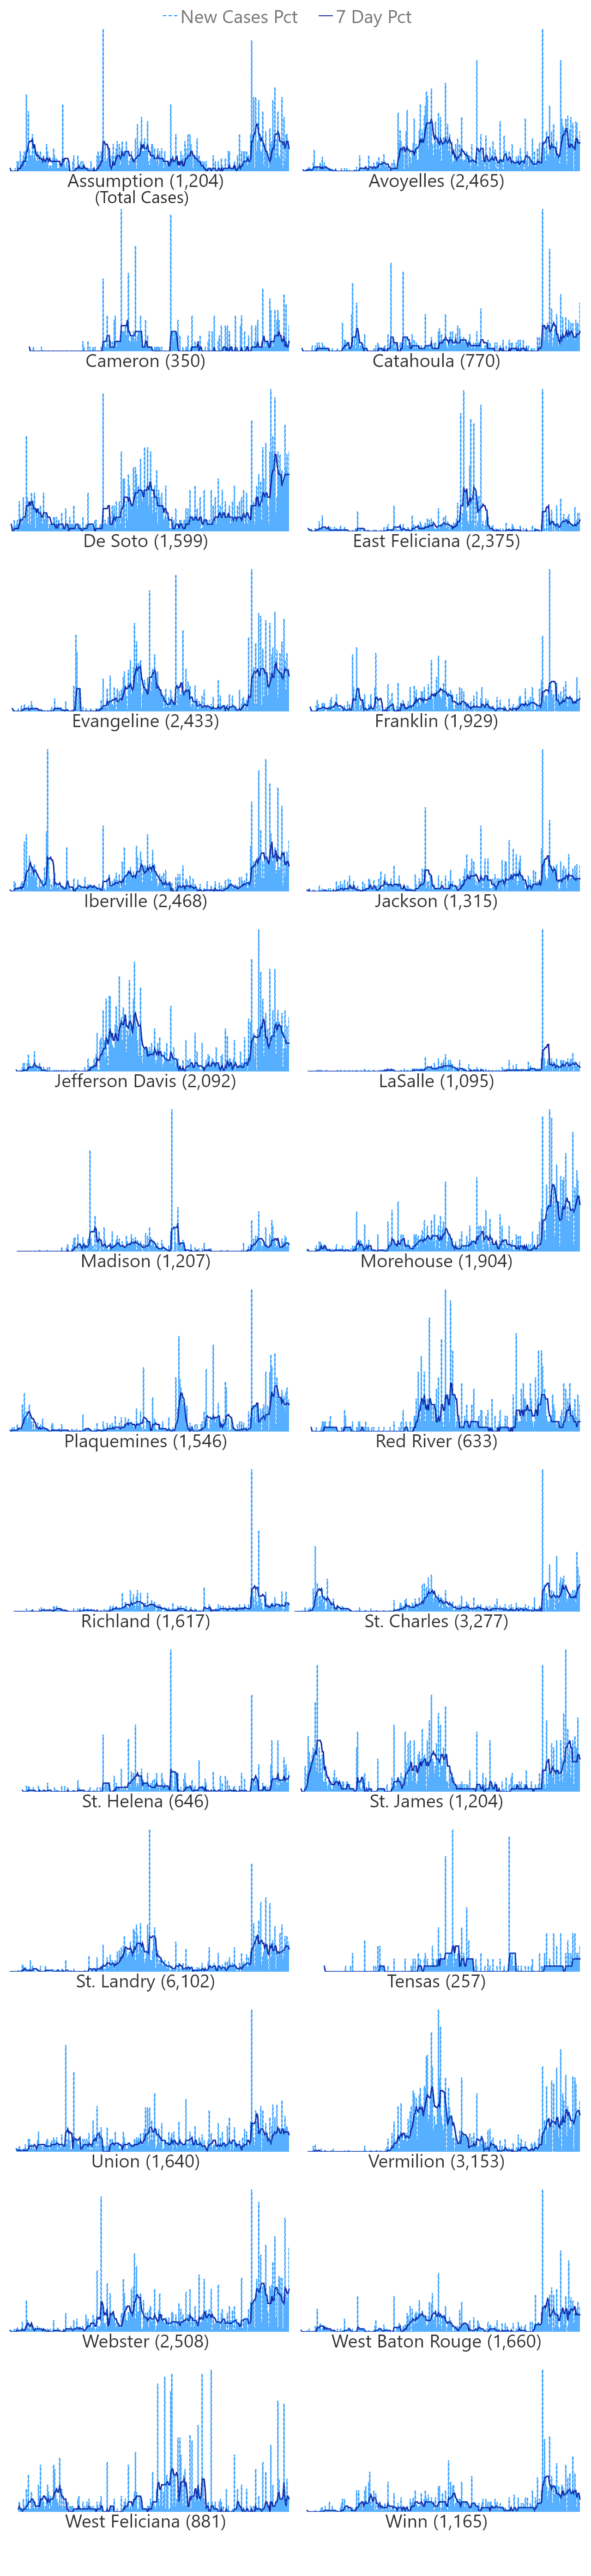 New Cases Pct 7 Day Pct
Assumption (1,204) Avoyelles (2,465)
(Total Cases)
Cameron (350) Catahoula (770)
De Soto (1,599) East Feliciana (2,375)
Evangeline (2,433) Franklin (1,929)
Iberville (2,468) Jackson (1,315)
Jefferson Davis (2,092) LaSalle (1,095)
Madison (1,207) Morehouse (1,904)
Plaquemines (1,546) Red River (633)
Richland (1,617) St. Charles (3,277)
St. Helena (646) St. James (1,204)
St. Landry (6,102) Tensas (257)
Union (1,640) Vermilion (3,153)
Webster (2,508) West Baton Rouge (1,660)
West Feliciana (881) Winn (1,165)